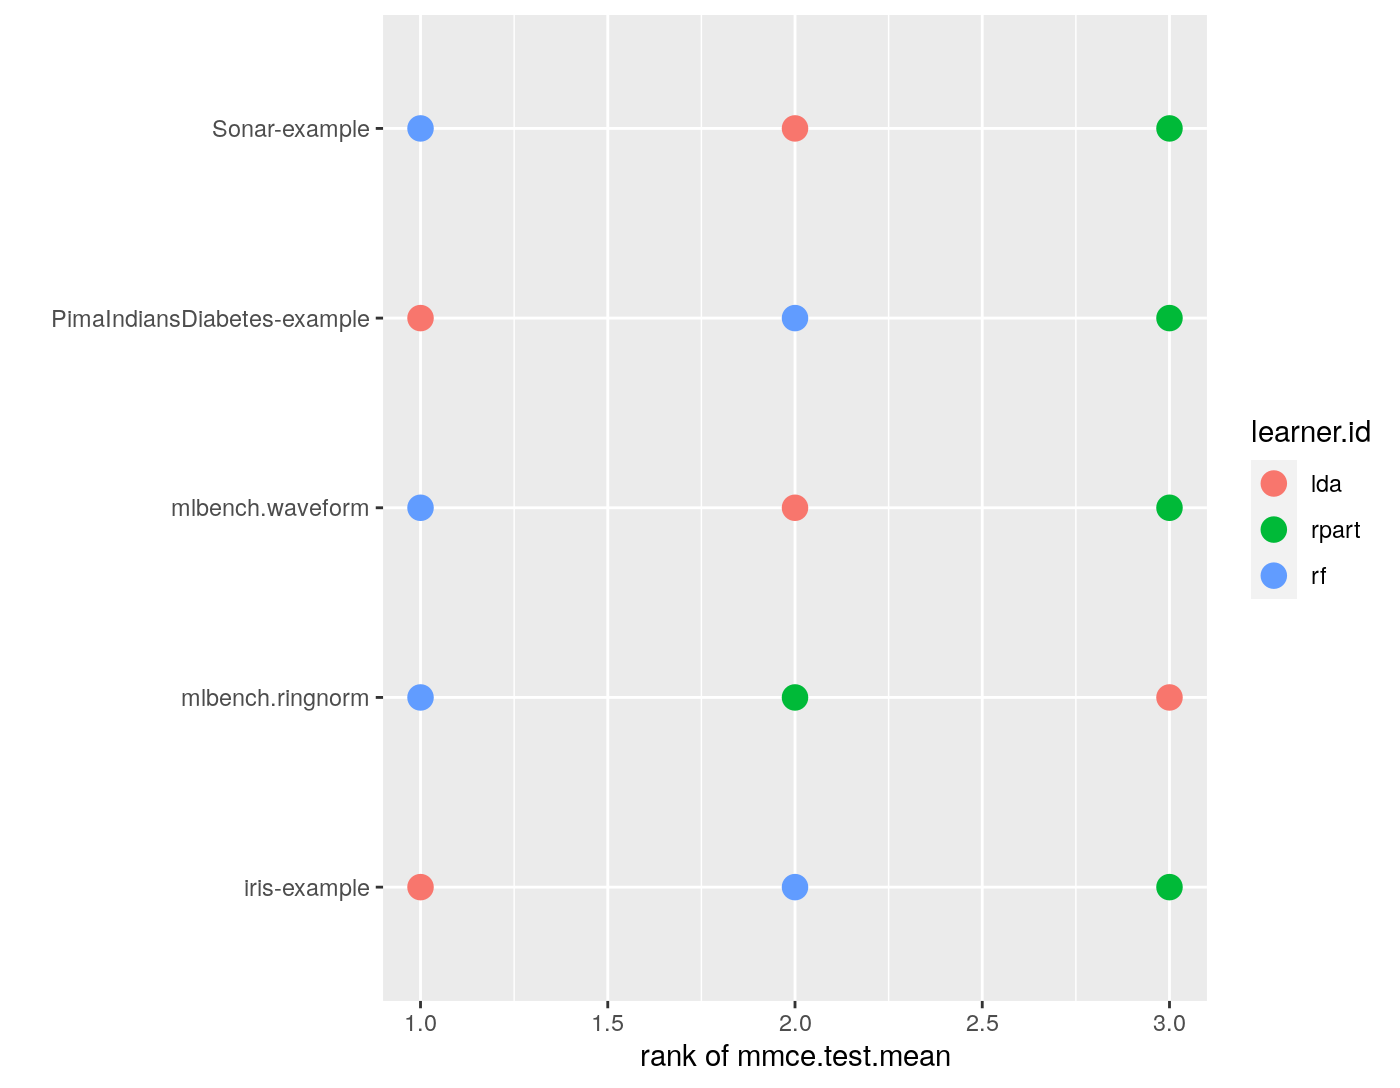 Sonar-example
PimaIndiansDiabetes-example
mlbench.waveform
mlbench.ringnorm
iris-example
1.0 1.5 2.0 2.5 3.0
rank of mmce.test.mean
learner.id
lda
rpart
rf